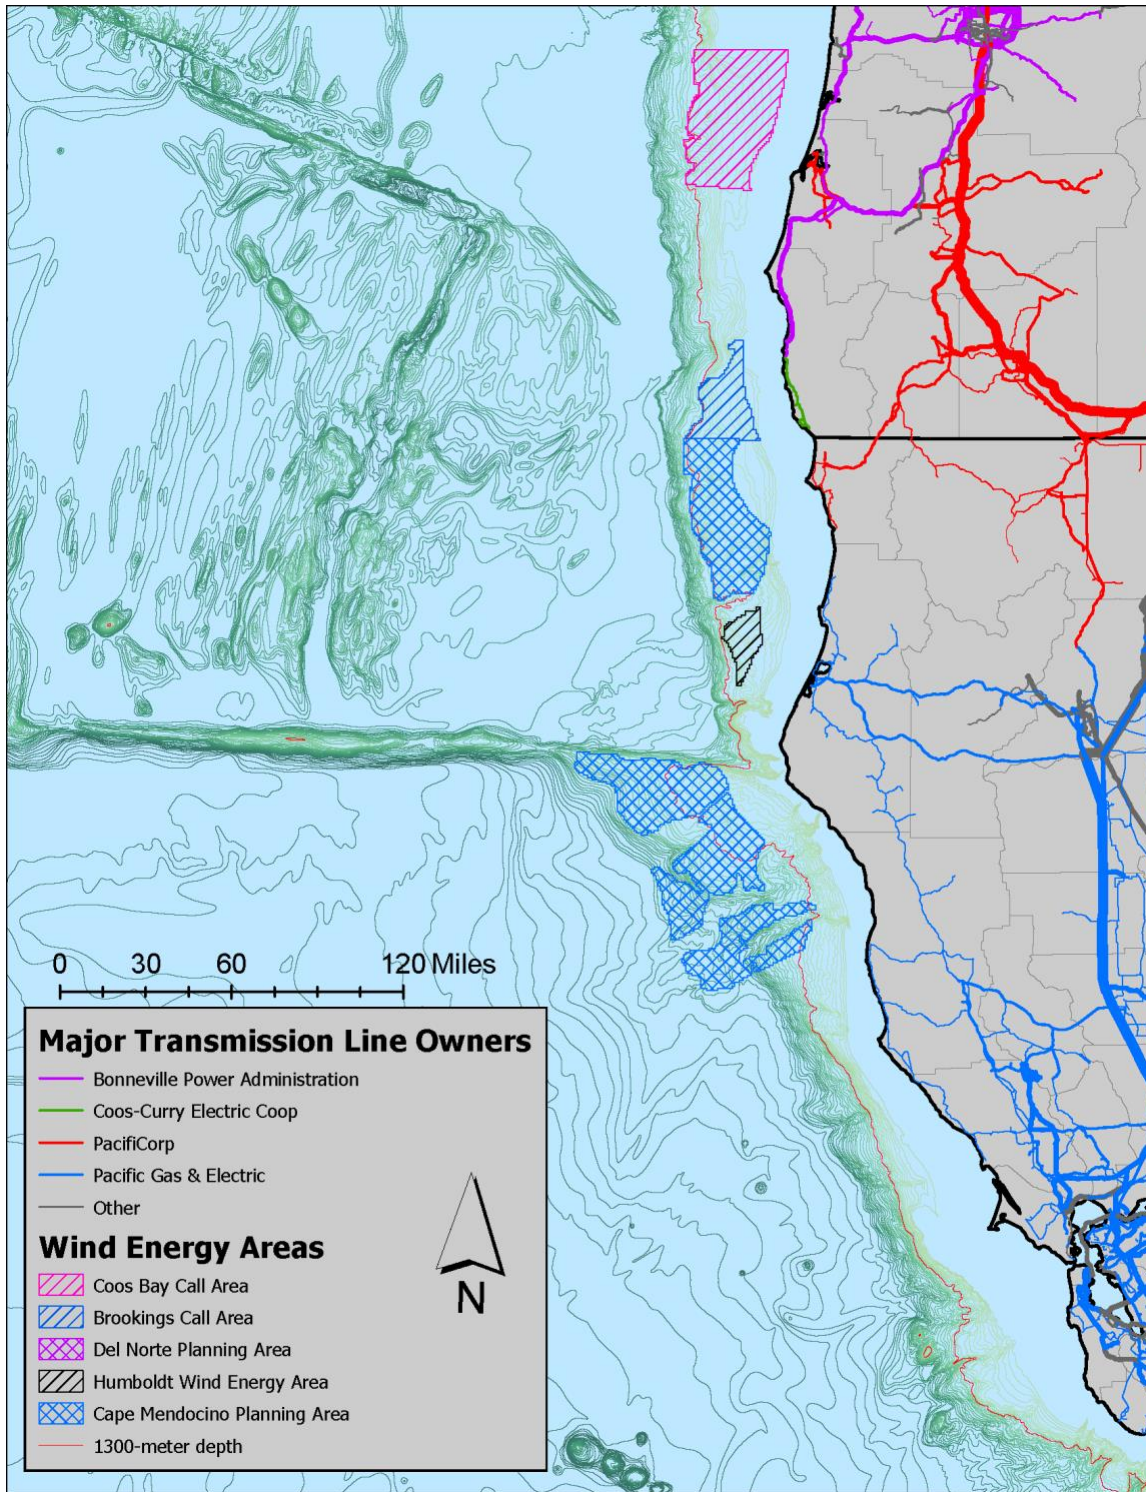 0 30 60 120 Miles
Major Transmission Line Owners
Bonneville Power Administration
Coos-Curry Electric Coop
PacifiCorp
Pacific Gas & Electric
Other
N
Wind Energy Areas
Coos Bay Call Area
Brookings Call Area
Del Norte Planning Area
Humboldt Wind Energy Area
Cape Mendocino Planning Area
1300-meter depth